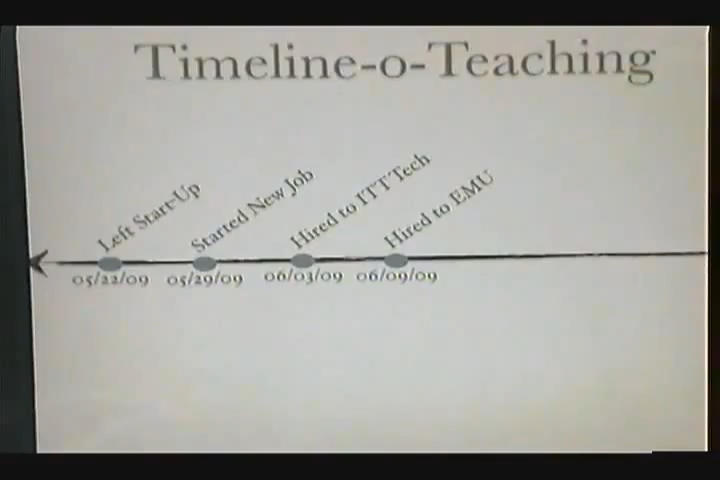 Timeline-o-Teaching
Left Start-Up
Started New Job
Hired to ITT Tech
Hired to EMU
05/22/09
05/29/09
06/03/09
06/09/09